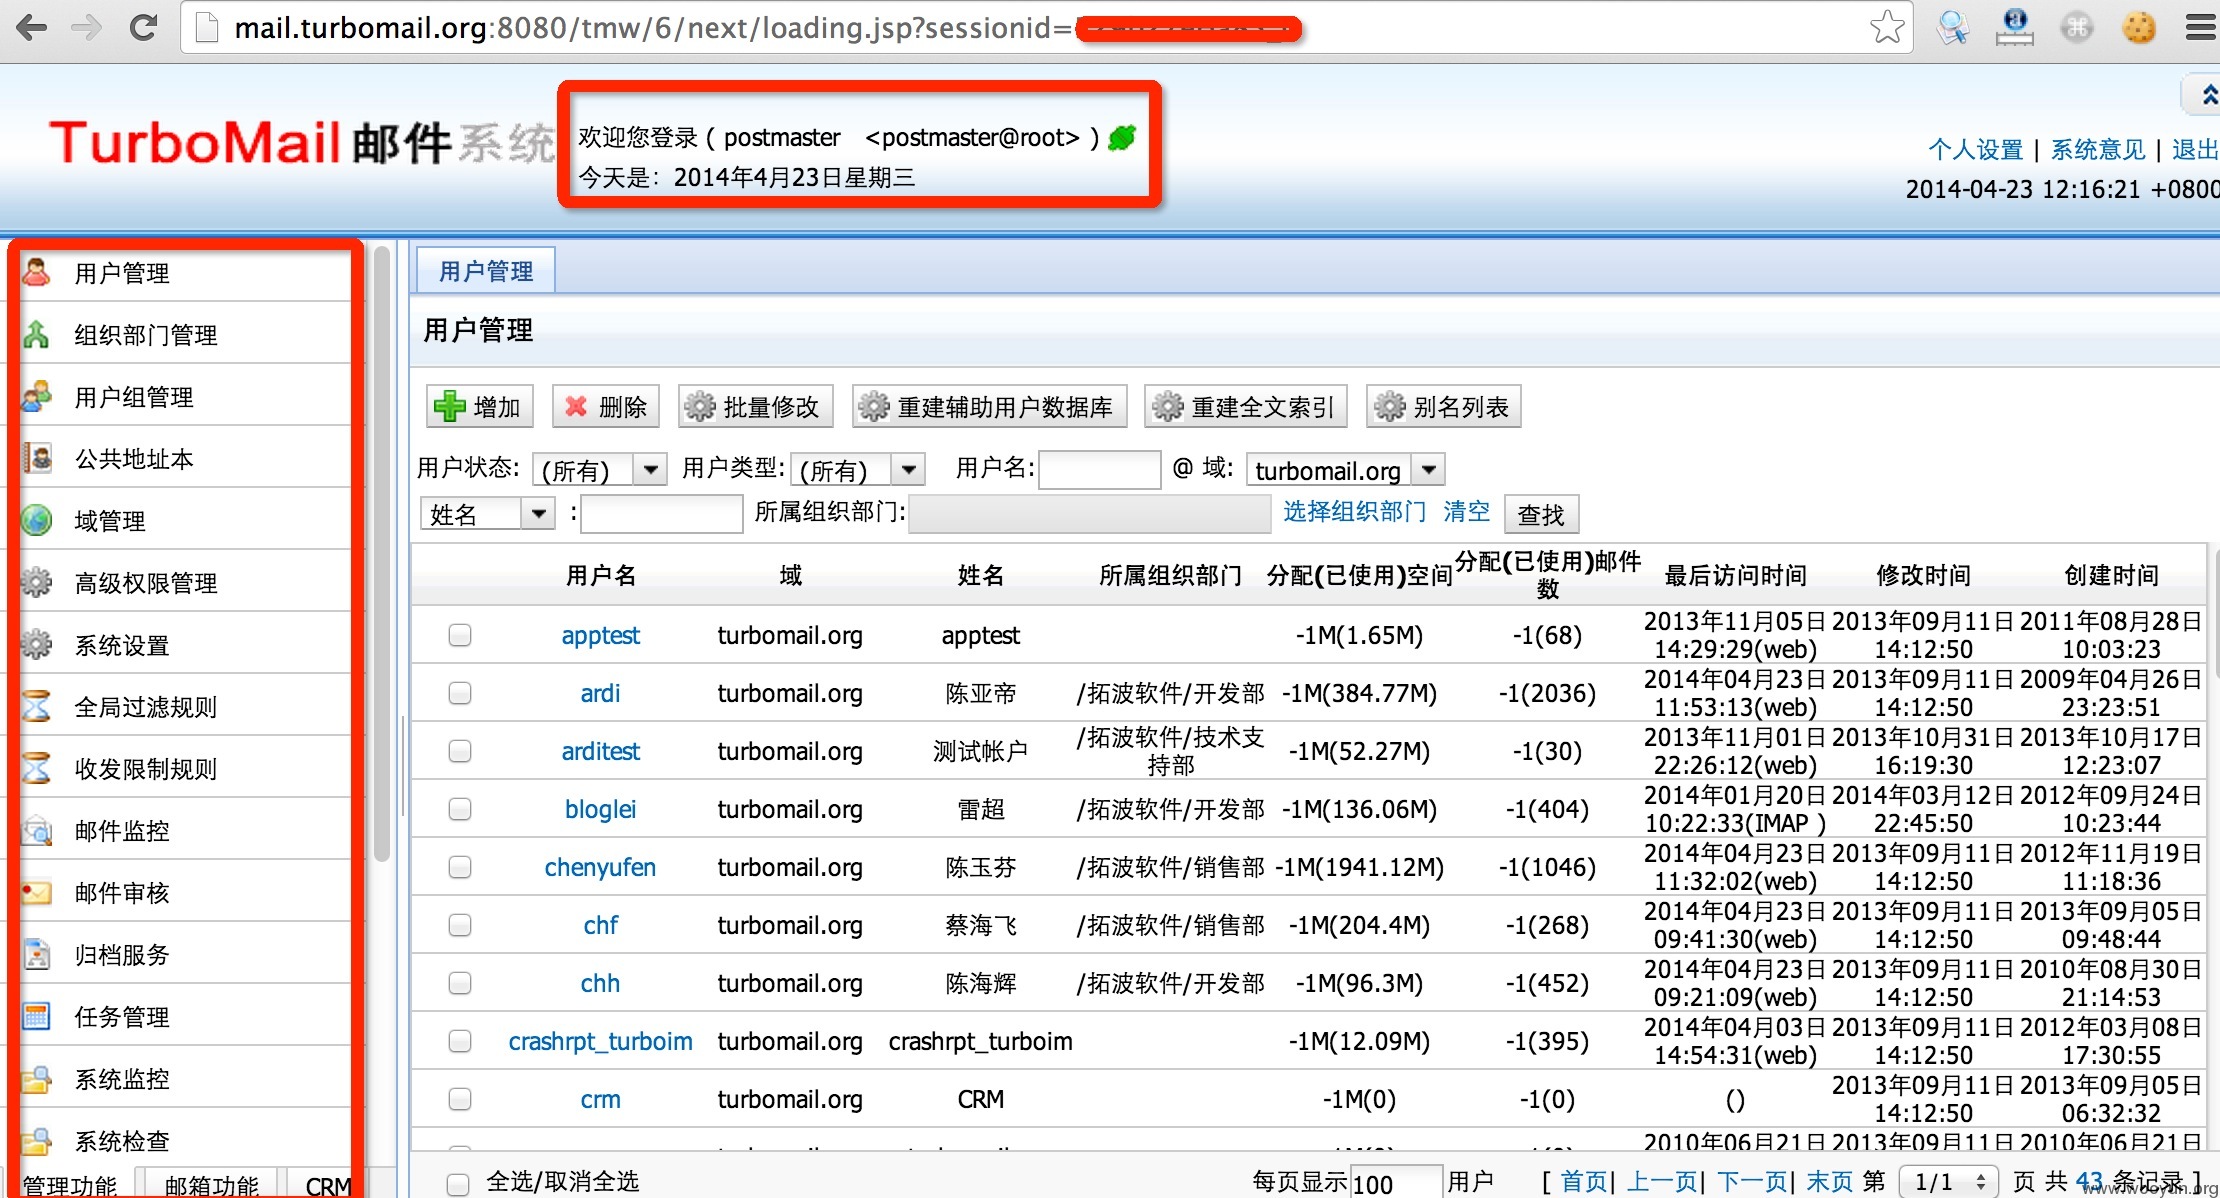 mail.turbomail.org:8080/tmw/6/next/loading.jsp?sessionid=
TurboMail邮件系统
欢迎您登录 ( postmaster <postmaster@root> )
今天是：2014年4月23日星期三
个人设置 | 系统意见 | 退出
2014-04-23 12:16:21 +0800
用户管理
组织部门管理
用户组管理
公共地址本
域管理
高级权限管理
系统设置
全局过滤规则
收发限制规则
邮件监控
邮件审核
归档服务
任务管理
系统监控
系统检查
管理功能 邮箱功能 CRM
用户管理
用户管理
增加 删除 批量修改 重建辅助用户数据库 重建全文索引 别名列表
用户状态: (所有) 用户类型: (所有) 用户名: @ 域: turbomail.org
姓名 : 所属组织部门: 选择组织部门 清空 查找
用户名 域 姓名 所属组织部门 分配(已使用)空间 分配(已使用)邮件数 最后访问时间 修改时间 创建时间
apptest turbomail.org apptest -1M(1.65M) -1(68) 2013年11月05日 14:29:29(web) 2013年09月11日 14:12:50 2011年08月28日 10:03:23
ardi turbomail.org 陈亚帝 /拓波软件/开发部 -1M(384.77M) -1(2036) 2014年04月23日 11:53:13(web) 2013年09月11日 14:12:50 2009年04月26日 23:23:51
arditest turbomail.org 测试帐户 /拓波软件/技术支持部 -1M(52.27M) -1(30) 2013年11月01日 22:26:12(web) 2013年10月31日 16:19:30 2013年10月17日 12:23:07
bloglei turbomail.org 雷超 /拓波软件/开发部 -1M(136.06M) -1(404) 2014年01月20日 10:22:33(IMAP ) 2014年03月12日 22:45:50 2012年09月24日 10:23:44
chenyufen turbomail.org 陈玉芬 /拓波软件/销售部 -1M(1941.12M) -1(1046) 2014年04月23日 11:32:02(web) 2013年09月11日 14:12:50 2012年11月19日 11:18:36
chf turbomail.org 蔡海飞 /拓波软件/销售部 -1M(204.4M) -1(268) 2014年04月23日 09:41:30(web) 2013年09月11日 14:12:50 2013年09月05日 09:48:44
chh turbomail.org 陈海辉 /拓波软件/开发部 -1M(96.3M) -1(452) 2014年04月23日 09:21:09(web) 2013年09月11日 14:12:50 2010年08月30日 21:14:53
crashrpt_turboim turbomail.org crashrpt_turboim -1M(12.09M) -1(395) 2014年04月03日 14:54:31(web) 2013年09月11日 14:12:50 2012年03月08日 17:30:55
crm turbomail.org CRM -1M(0) -1(0) () 2013年09月11日 14:12:50 2013年09月05日 06:32:32
2010年06月21日 2013年09月11日 2010年06月21日
全选/取消全选 每页显示 100 用户 [ 首页| 上一页| 下一页| 末页 第 1/1 页 共 43 条记录 ]
www.wooyun.org